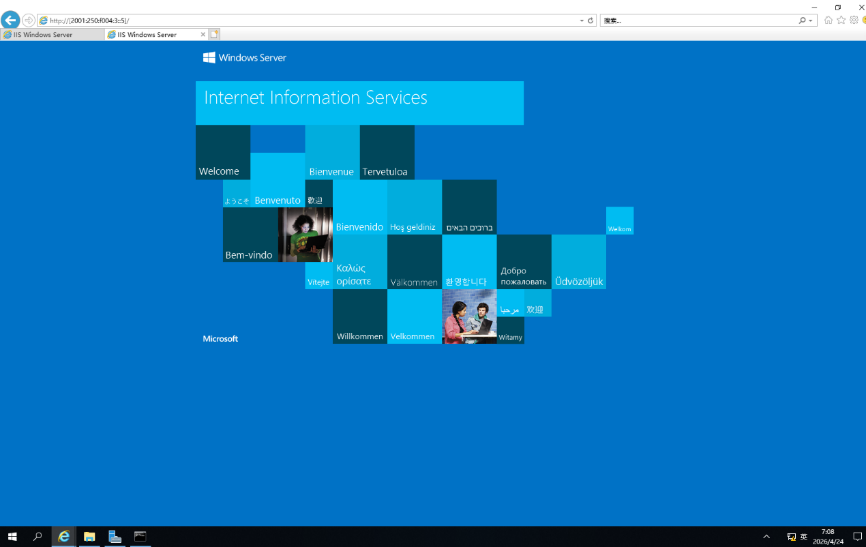 http://[2001:250:f004:3::5]/
搜索...
IIS Windows Server
IIS Windows Server
Windows Server
Internet Information Services
Welcome
Bienvenue
Tervetuloa
ようこそ
Benvenuto
歡迎
Bienvenido
Hoş geldiniz
ברוכים הבאים
Welkom
Bem-vindo
Vítejte
Καλώς
ορίσατε
Välkommen
환영합니다
Добро
пожаловать
Üdvözöljük
Willkommen
Velkommen
مرحبا
欢迎
Witamy
Microsoft
英
7:08
2026/4/24